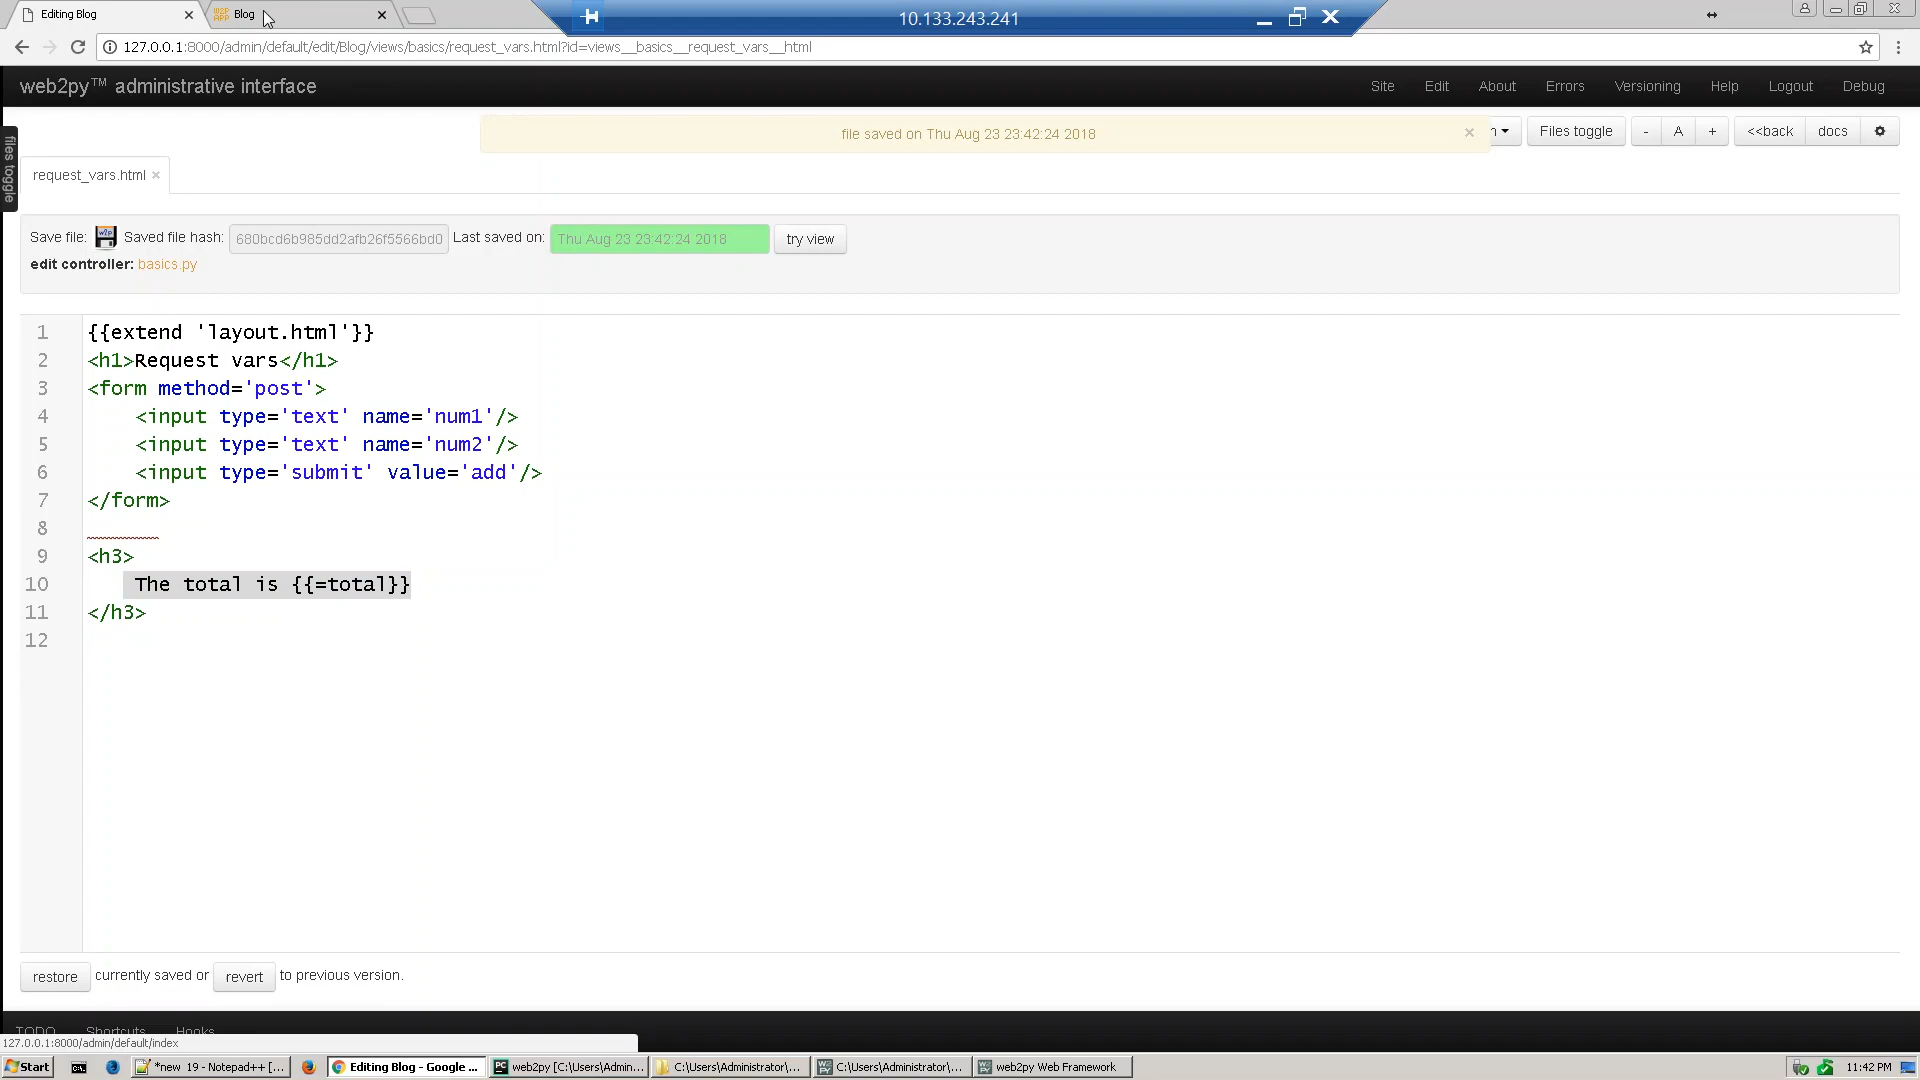 Editing Blog
Blog
10.133.243.241
127.0.0.1:8000/admin/default/edit/Blog/views/basics/request_vars.html?id=views__basics__request_vars__html
web2py™ administrative interface
Site Edit About Errors Versioning Help Logout Debug
file saved on Thu Aug 23 23:42:24 2018 ×
Files toggle - A + <<back docs
files toggle
request_vars.html ×
Save file: Saved file hash: 680bcd6b985dd2afb26f5566bd0 Last saved on: Thu Aug 23 23:42:24 2018 try view
edit controller: basics.py
1 {{extend 'layout.html'}}
2 <h1>Request vars</h1>
3 <form method='post'>
4 <input type='text' name='num1'/>
5 <input type='text' name='num2'/>
6 <input type='submit' value='add'/>
7 </form>
8
9 <h3>
10 The total is {{=total}}
11 </h3>
12
restore currently saved or revert to previous version.
TODO Shortcuts Hooks
127.0.0.1:8000/admin/default/index
Start *new 19 - Notepad++ [... Editing Blog - Google ... web2py [C:\Users\Admin... C:\Users\Administrator\... C:\Users\Administrator\... web2py Web Framework 11:42 PM